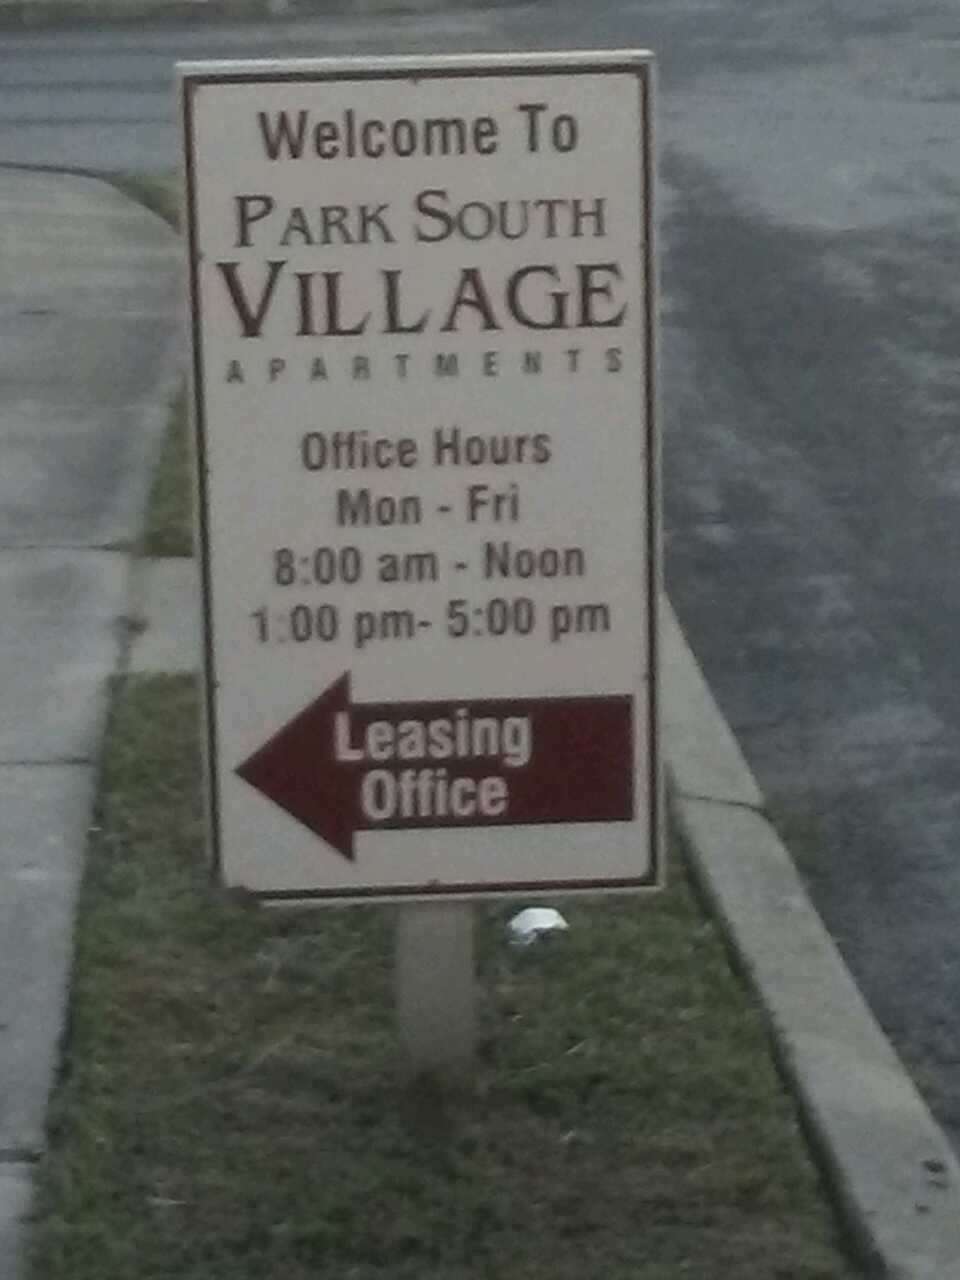 Welcome To
PARK SOUTH
VILLAGE
APARTMENTS
Office Hours
Mon - Fri
8:00 am - Noon
1:00 pm- 5:00 pm
Leasing
Office